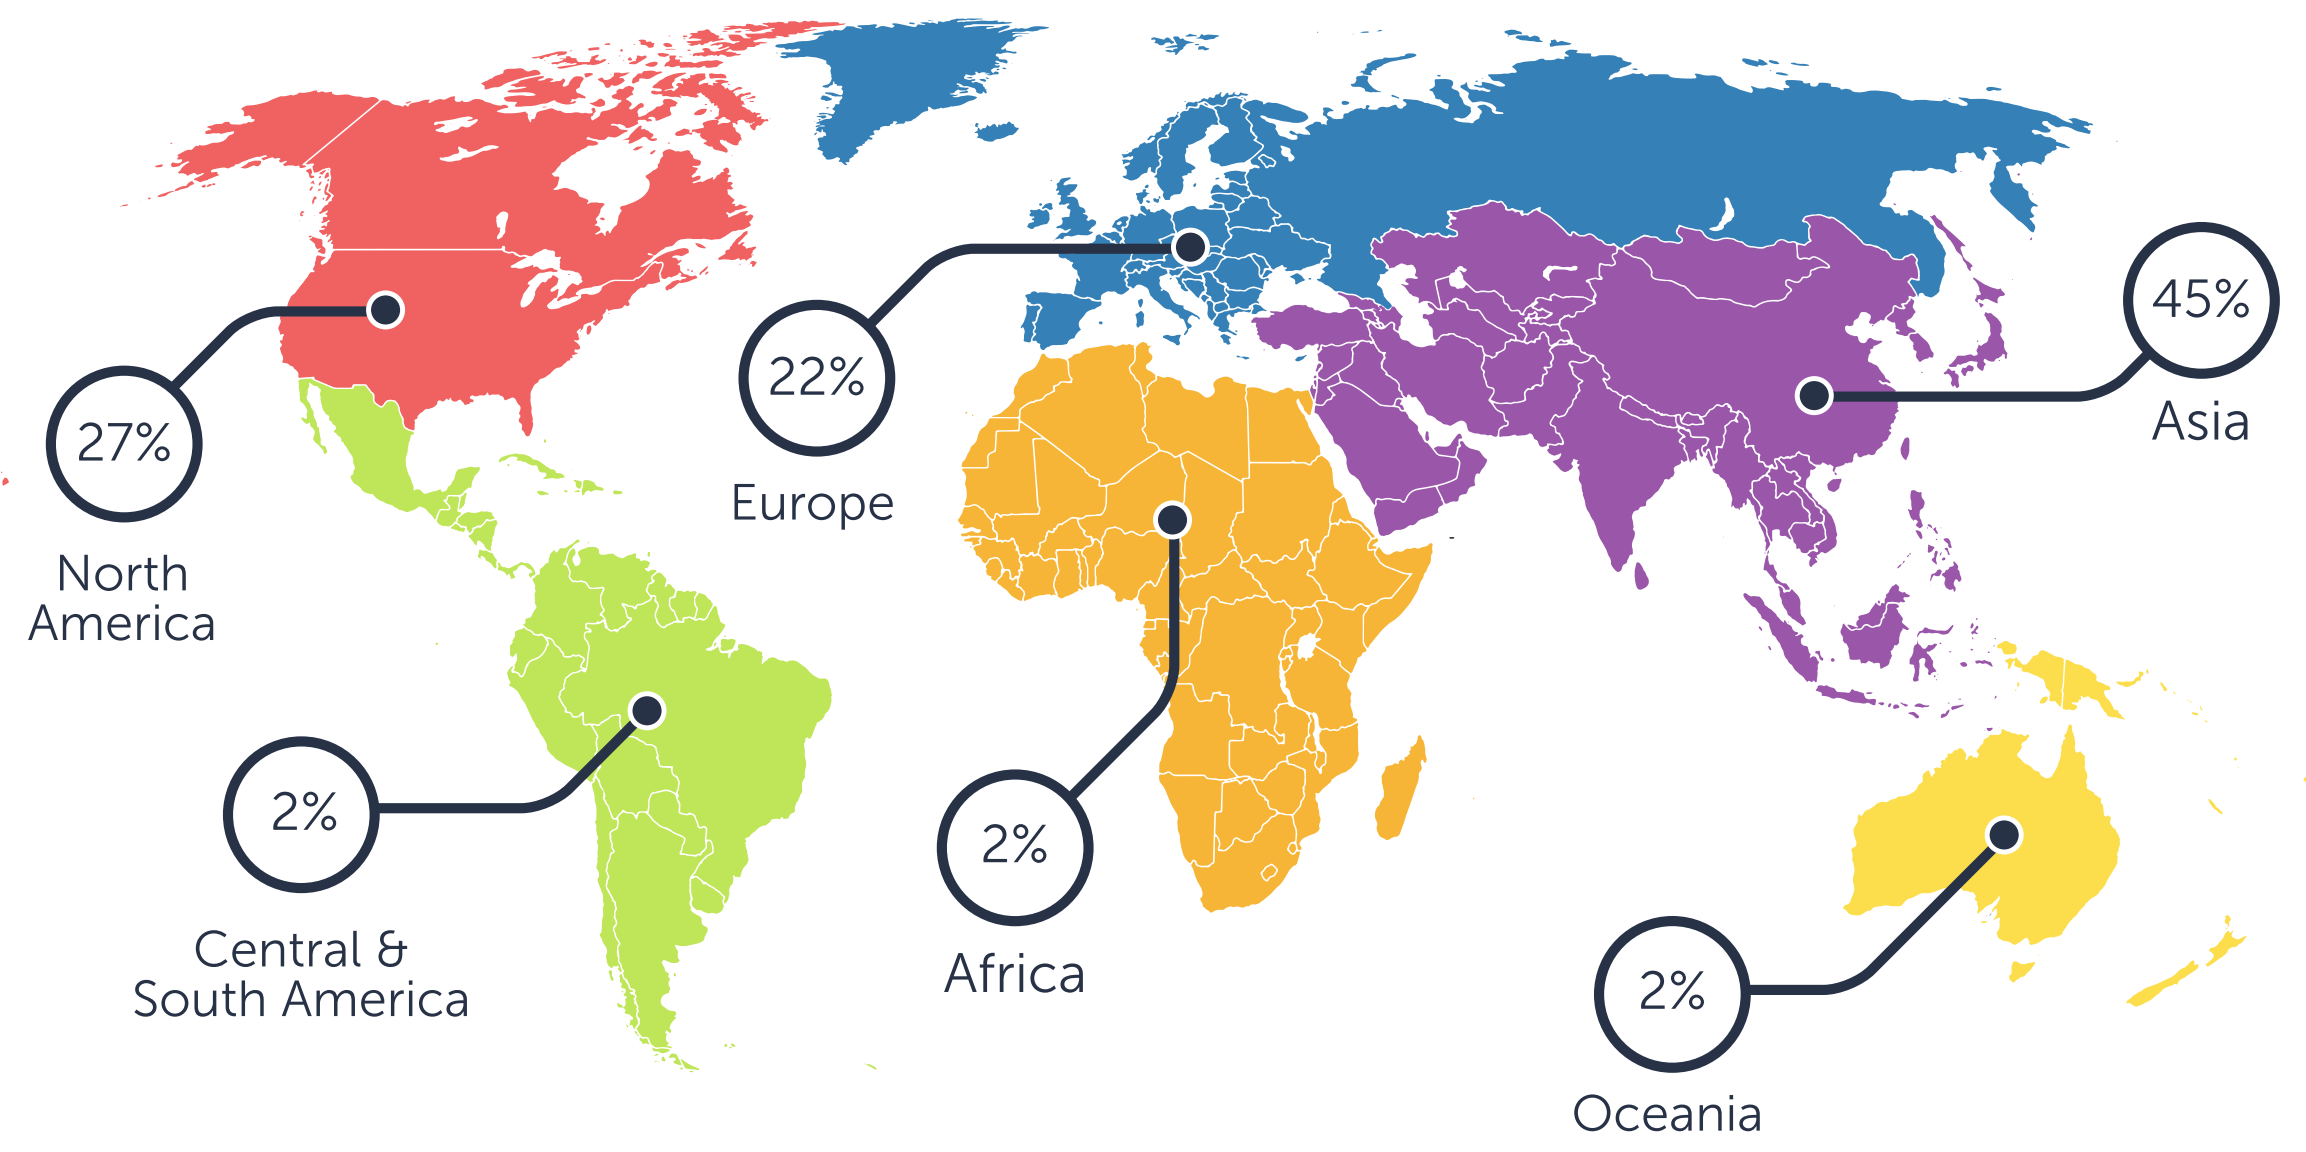 27%
North
America
22%
Europe
45%
Asia
2%
Central &
South America
2%
Africa
2%
Oceania